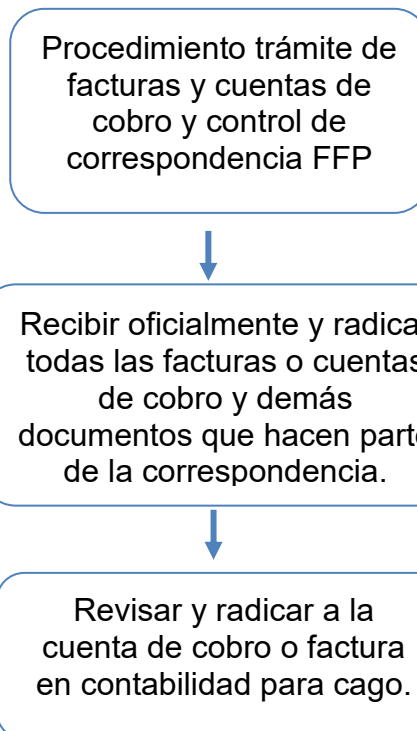 Procedimiento trámite de
facturas y cuentas de
cobro y control de
correspondencia FFP
Recibir oficialmente y radica
todas las facturas o cuentas
de cobro y demás
documentos que hacen parte
de la correspondencia.
Revisar y radicar a la
cuenta de cobro o factura
en contabilidad para cago.